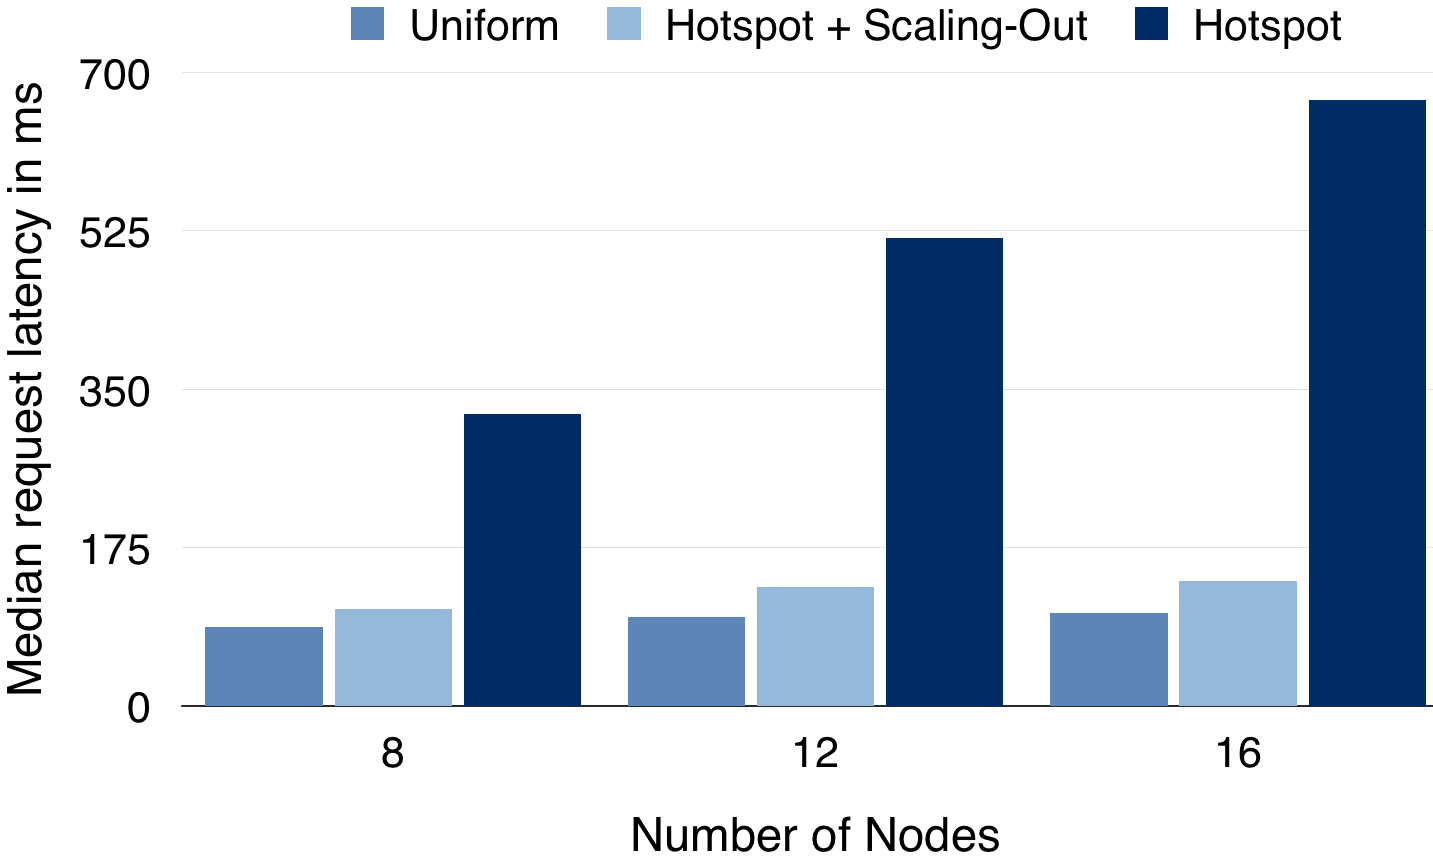 Uniform Hotspot + Scaling-Out Hotspot
Median request latency in ms
700
525
350
175
0
8 12 16
Number of Nodes